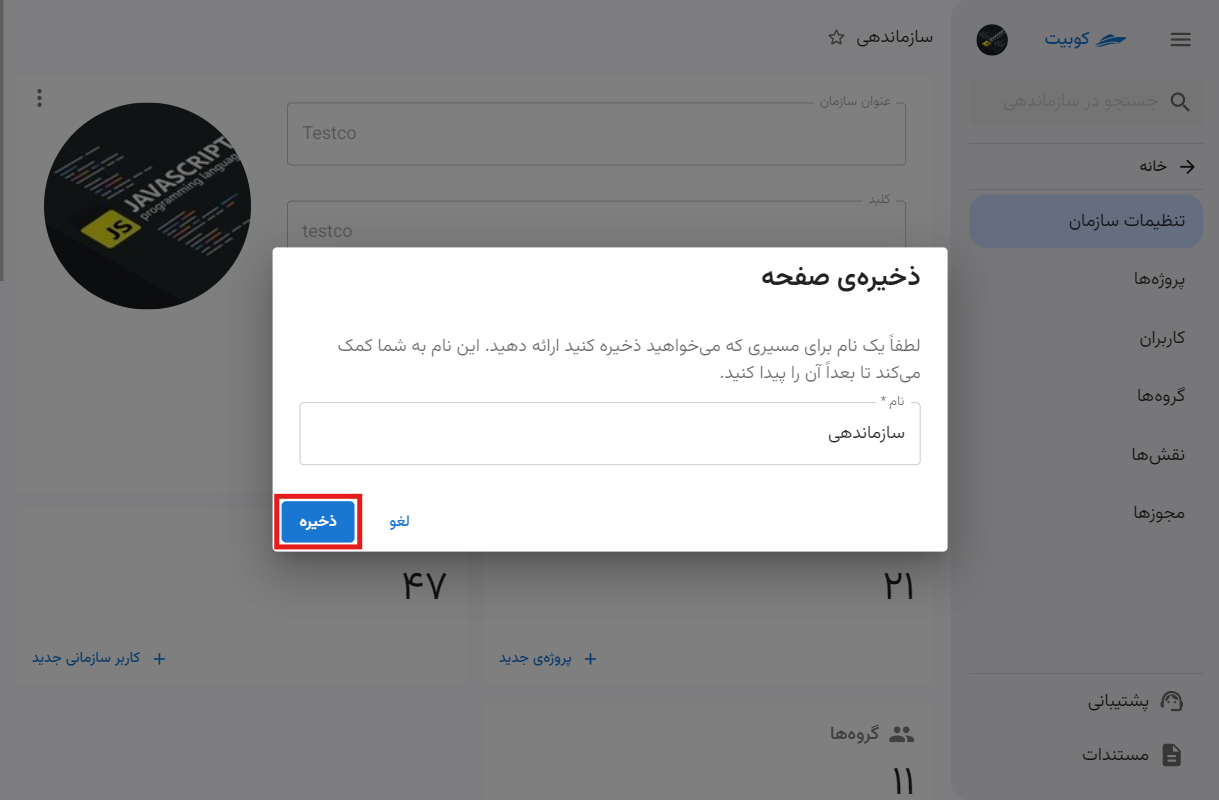 کوبیت
جستجو در سازماندهی
خانه
تنظیمات سازمان
پروژه‌ها
کاربران
گروه‌ها
نقش‌ها
مجوزها
پشتیبانی
مستندات
سازماندهی
عنوان سازمان
Testco
کلید
testco
JAVASCRIPT
programming language
JS
ذخیره‌ی صفحه
لطفاً یک نام برای مسیری که می‌خواهید ذخیره کنید ارائه دهید. این نام به شما کمک
می‌کند تا بعداً آن را پیدا کنید.
نام *
سازماندهی
لغو
ذخیره
۲۱
پروژه‌ی جدید
۴۷
کاربر سازمانی جدید
گروه‌ها
۱۱